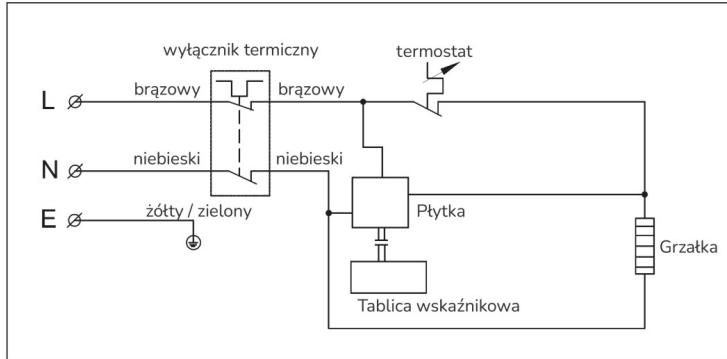 wyłącznik termiczny
termostat
L
brązowy
brązowy
N
niebieski
niebieski
E
żółty / zielony
Płytka
Grzałka
Tablica wskaźnikowa